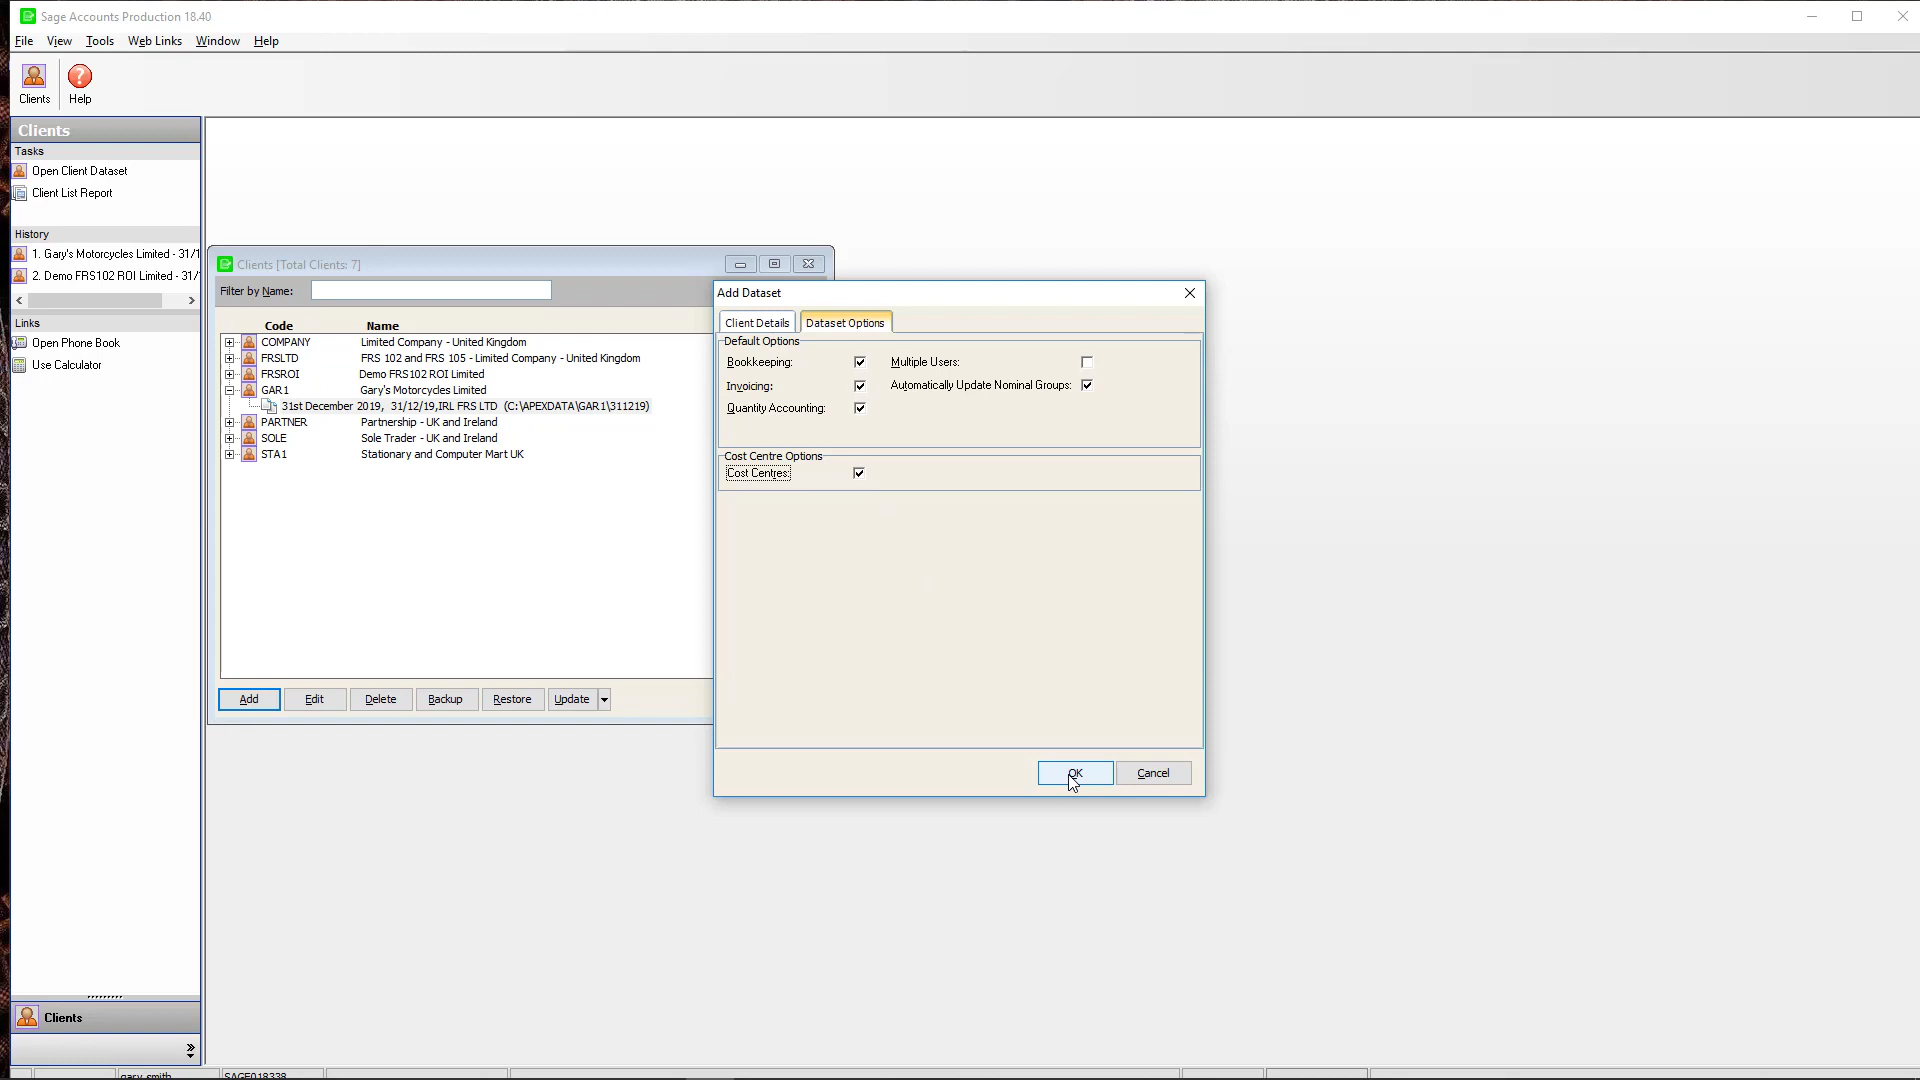 Sage Accounts Production 18.40
File View Tools Web Links Window Help
Clients Help
Clients
Tasks
Open Client Dataset
Client List Report
History
1. Gary's Motorcycles Limited - 31/1
2. Demo FRS102 ROI Limited - 31/
Links
Open Phone Book
Use Calculator
Clients
Clients [Total Clients: 7]
Filter by Name:
Code Name
COMPANY Limited Company - United Kingdom
FRSLTD FRS 102 and FRS 105 - Limited Company - United Kingdom
FRSROI Demo FRS102 ROI Limited
GAR1 Gary's Motorcycles Limited
31st December 2019, 31/12/19,IRL FRS LTD (C:\APEXDATA\GAR1\311219)
PARTNER Partnership - UK and Ireland
SOLE Sole Trader - UK and Ireland
STA1 Stationary and Computer Mart UK
Add Edit Delete Backup Restore Update
Add Dataset
Client Details Dataset Options
Default Options
Bookkeeping: Multiple Users:
Invoicing: Automatically Update Nominal Groups:
Quantity Accounting:
Cost Centre Options
Cost Centres:
OK Cancel
gary.smith SAGE018338